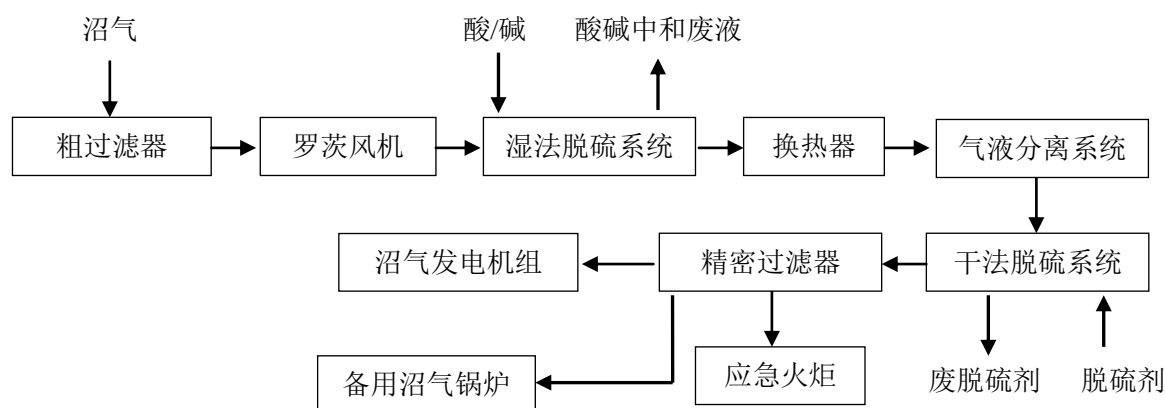 沼气
酸/碱
酸碱中和废液
粗过滤器
罗茨风机
湿法脱硫系统
换热器
气液分离系统
沼气发电机组
精密过滤器
干法脱硫系统
备用沼气锅炉
应急火炬
废脱硫剂
脱硫剂